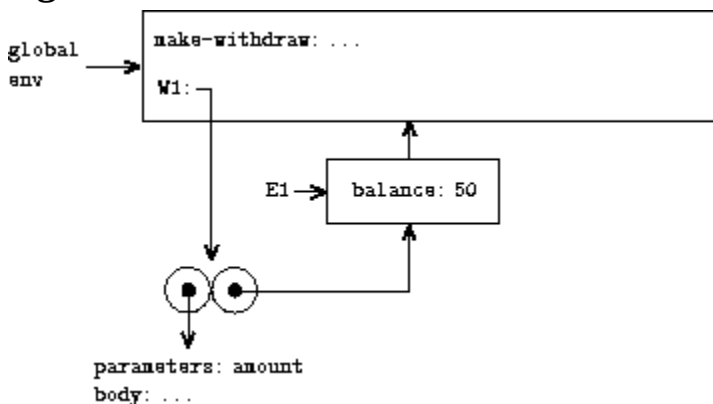 make-withdraw: ...
global
env
W1:
E1
balance: 50
parameters: amount
body: ...